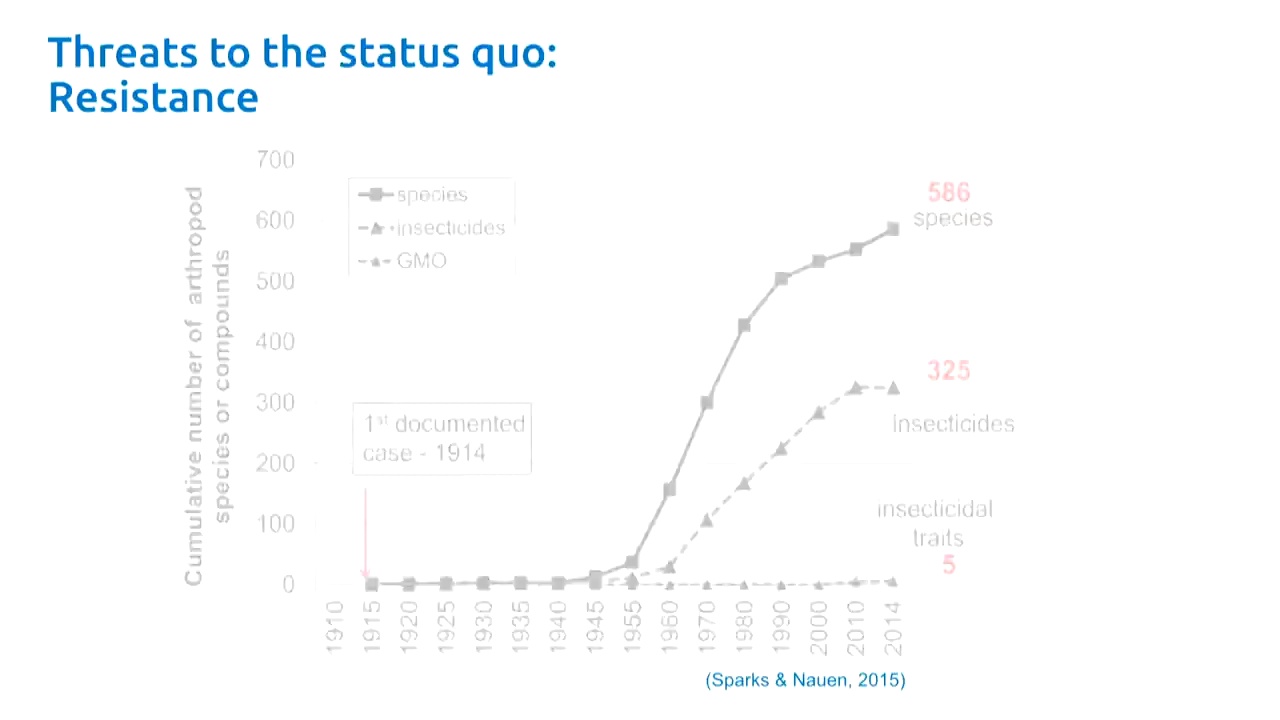 Threats to the status quo:
Resistance
700
600
500
400
300
200
100
0
Cumulative number of arthropod
species or compounds
species
insecticides
GMO
1st documented
case - 1914
586
species
325
insecticides
insecticidal
traits
5
1910
1915
1920
1925
1930
1935
1940
1945
1955
1960
1970
1980
1990
2000
2010
2014
(Sparks & Nauen, 2015)